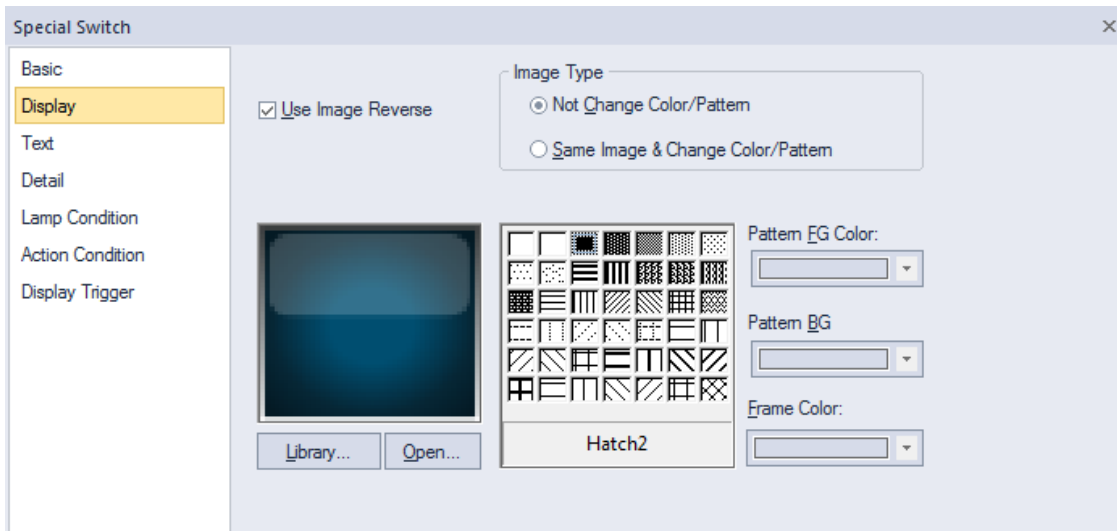 Special Switch
Basic
Display
Text
Detail
Lamp Condition
Action Condition
Display Trigger
Use Image Reverse
Image Type
Not Change Color/Pattern
Same Image & Change Color/Pattern
Library...
Open...
Hatch2
Pattern FG Color:
Pattern BG
Frame Color: